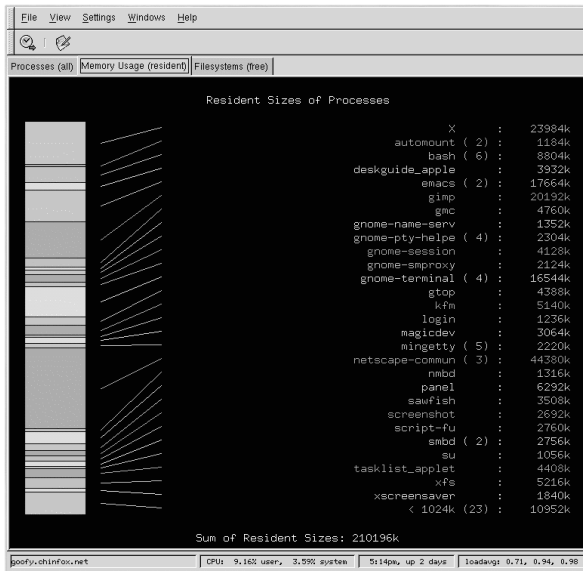 File View Settings Windows Help
Processes (all) Memory Usage (resident) Filesystems (free)
Resident Sizes of Processes
X : 23984k
automount ( 2) : 1184k
bash ( 6) : 8804k
deskguide_apple : 3932k
emacs ( 2) : 17664k
gimp : 20192k
gmc : 4760k
gnome-name-serv : 1352k
gnome-pty-helpe ( 4) : 2304k
gnome-session : 4128k
gnome-smproxy : 2124k
gnome-terminal ( 4) : 16544k
gtop : 4388k
kfm : 5140k
login : 1236k
magicdev : 3064k
mingetty ( 5) : 2220k
netscape-commun ( 3) : 44380k
nmbd : 1316k
panel : 6292k
sawfish : 3508k
screenshot : 2692k
script-fu : 2760k
smbd ( 2) : 2756k
su : 1056k
tasklist_applet : 4408k
xfs : 5216k
xscreensaver : 1840k
< 1024k (23) : 10952k
Sum of Resident Sizes: 210196k
goofy.chinfox.net CPU: 9.16% user, 3.59% system 5:14pm, up 2 days loadavg: 0.71, 0.94, 0.98